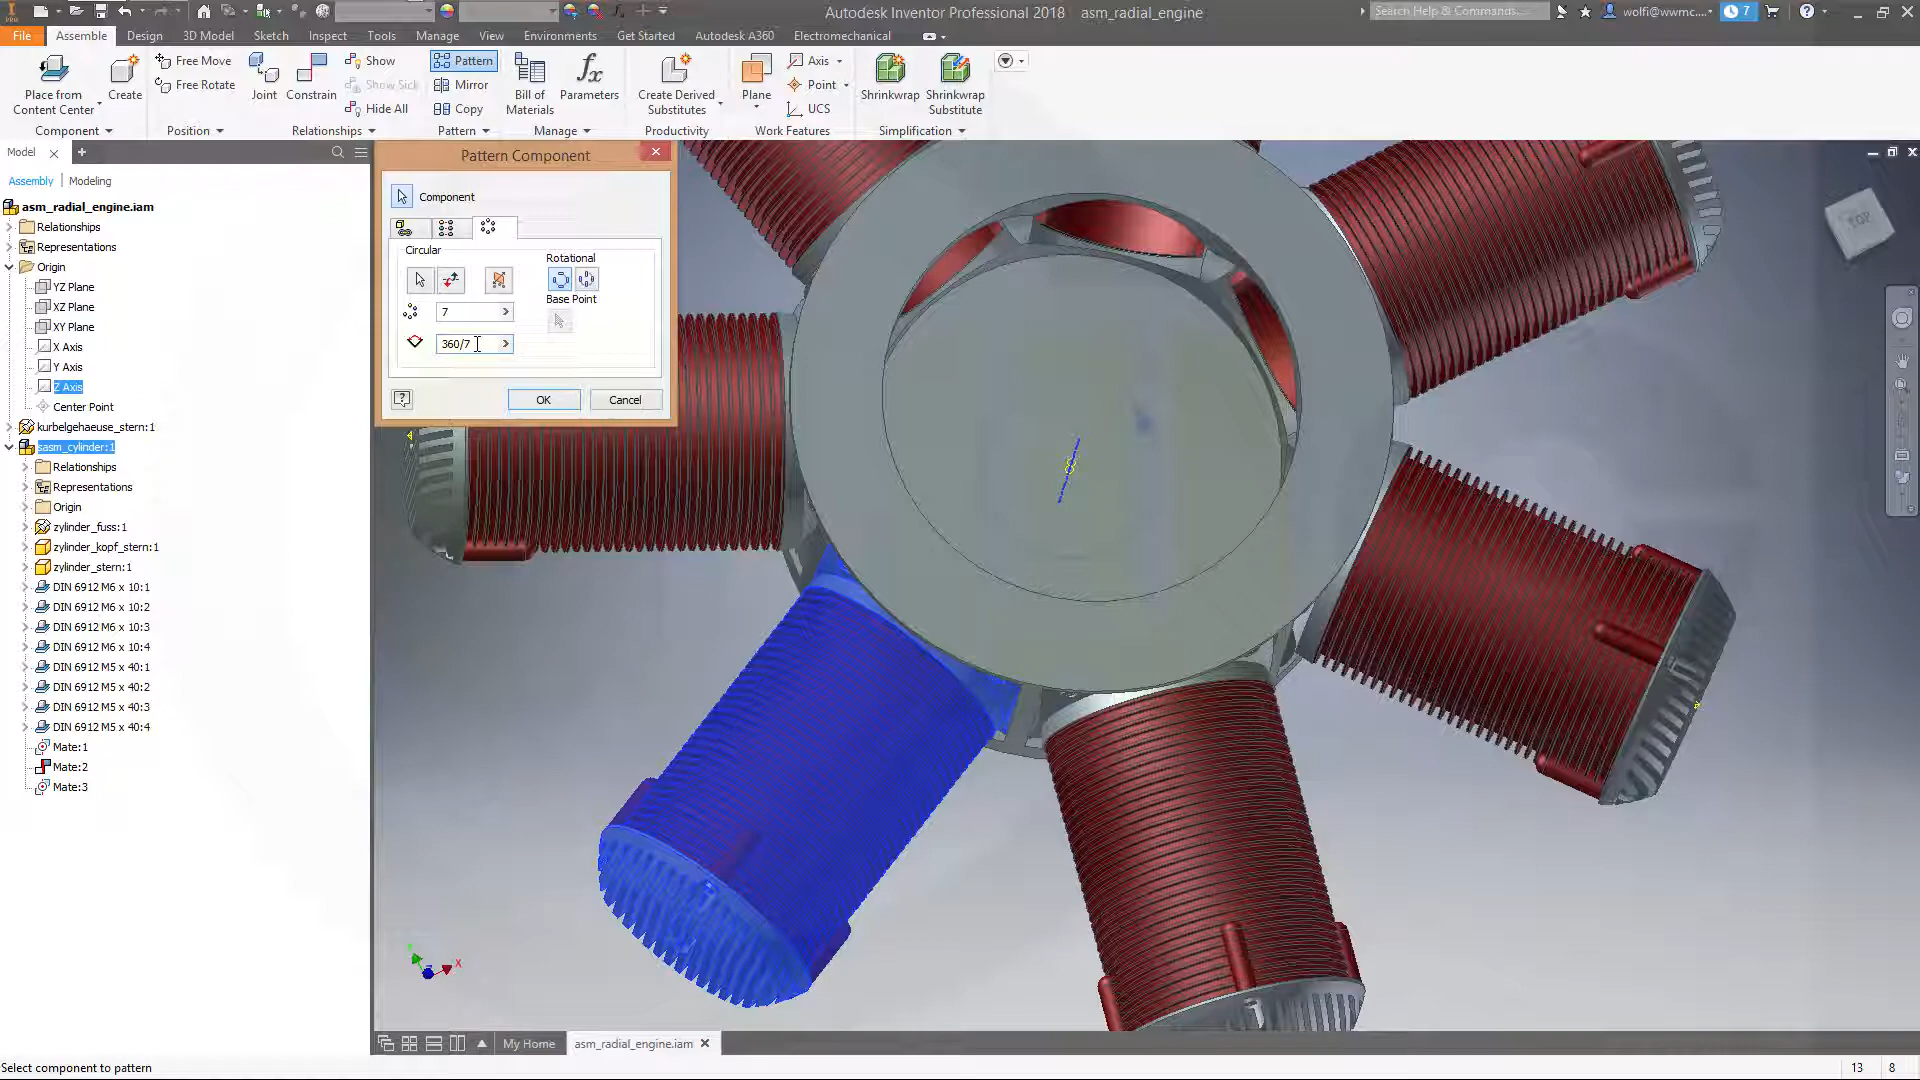 PRO
Autodesk Inventor Professional 2018 asm_radial_engine
Search Help & Commands...
wolfi@wwmc....
7
File Assemble Design 3D Model Sketch Inspect Tools Manage View Environments Get Started Autodesk A360 Electromechanical
Place from Content Center
Create
Free Move
Free Rotate
Joint
Constrain
Show
Show Sick
Hide All
Pattern
Mirror
Copy
Bill of Materials
fx
Parameters
Create Derived Substitutes
Plane
Axis
Point
UCS
Shrinkwrap
Shrinkwrap Substitute
Component Position Relationships Pattern Manage Productivity Work Features Simplification
Model
Assembly Modeling
asm_radial_engine.iam
Relationships
Representations
Origin
YZ Plane
XZ Plane
XY Plane
X Axis
Y Axis
Z Axis
Center Point
kurbelgehaeuse_stern:1
sasm_cylinder:1
Relationships
Representations
Origin
zylinder_fuss:1
zylinder_kopf_stern:1
zylinder_stern:1
DIN 6912 M6 x 10:1
DIN 6912 M6 x 10:2
DIN 6912 M6 x 10:3
DIN 6912 M6 x 10:4
DIN 6912 M5 x 40:1
DIN 6912 M5 x 40:2
DIN 6912 M5 x 40:3
DIN 6912 M5 x 40:4
Mate:1
Mate:2
Mate:3
Pattern Component
Component
Circular
Rotational
Base Point
7
360/7
OK Cancel
TOP
X
My Home asm_radial_engine.iam
Select component to pattern
13 8